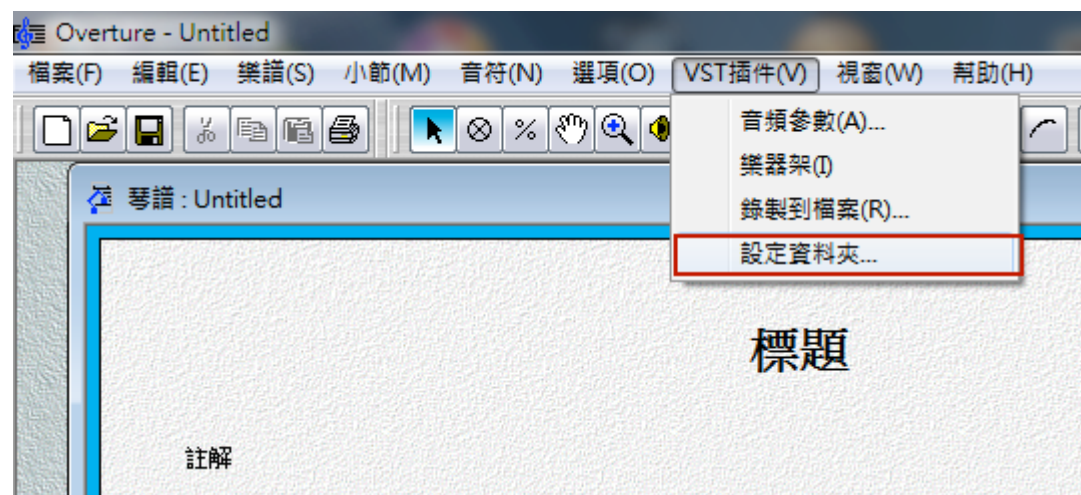 Overture - Untitled
檔案(F) 編輯(E) 樂譜(S) 小節(M) 音符(N) 選項(O) VST插件(V) 視窗(W) 幫助(H)
音頻參數(A)...
樂器架(I)
錄製到檔案(R)...
設定資料夾...
琴譜 : Untitled
標題
註解